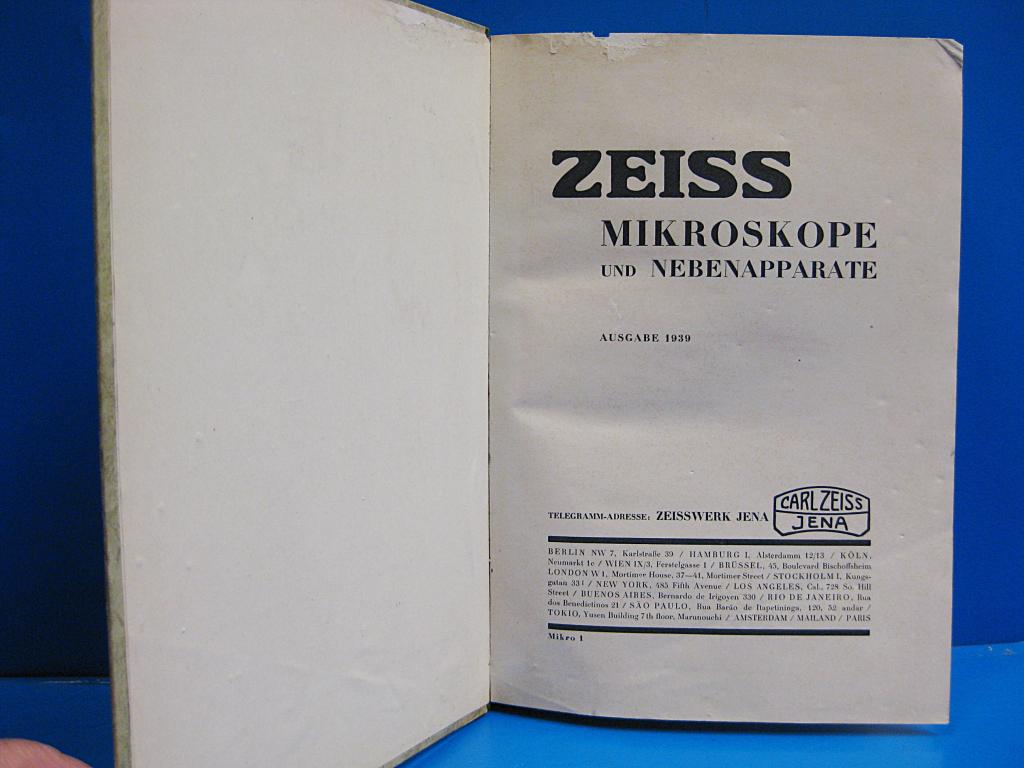 ZEISS
MIKROSKOPE
UND NEBENAPPARATE
AUSGABE 1939
TELEGRAMM-ADRESSE: ZEISSWERK JENA
CARL ZEISS
JENA
BERLIN NW 7, Karlstraße 39 / HAMBURG 1, Alsterdamm 12/13 / KÖLN,
Neumarkt 1c / WIEN IX/3, Ferstelgasse 1 / BRÜSSEL, 45, Boulevard Bischoffsheim
LONDON W 1, Mortimer House, 37—41, Mortimer Street / STOCKHOLM 1, Kungs-
gatan 33 / NEW YORK, 485 Fifth Avenue / LOS ANGELES, Cal., 728 So. Hill
Street / BUENOS AIRES, Bernardo de Irigoyen 330 / RIO DE JANEIRO, Rua
dos Benedictinos 21 / SÃO PAULO, Rua Barão de Itapetininga, 120, 52 andar /
TOKIO, Yusen Building 7th floor, Marunouchi / AMSTERDAM / MAILAND / PARIS
Mikro 1